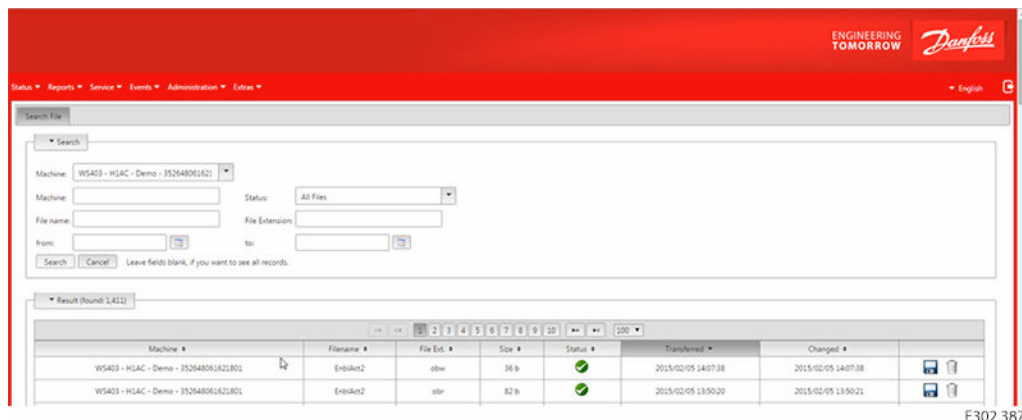 ENGINEERING
TOMORROW
Danfoss
Status Reports Service Events Administration Extras English
Search File
Search
Machine: WS403 - H1AC - Demo - 352648061621
Machine: Status: All Files
File name: File Extension:
from: to:
Search Cancel Leave fields blank, if you want to see all records.
Result (found: 1,411)
1 2 3 4 5 6 7 8 9 10 100
Machine Filename File Ext. Size Status Transferred Changed
WS403 - H1AC - Demo - 352648061621801 EnblAct2 obw 36 b 2015/02/05 14:07:38 2015/02/05 14:07:38
WS403 - H1AC - Demo - 352648061621801 EnblAct2 obr 82 b 2015/02/05 13:50:20 2015/02/05 13:50:21
F302 387